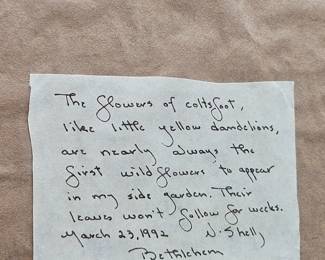 The flowers of coltsfoot,
like little yellow dandelions,
are nearly always the
first wildflowers to appear
in my side garden. Their
leaves won't follow for weeks.
March 23, 1992 N. Shelly
Bethlehem